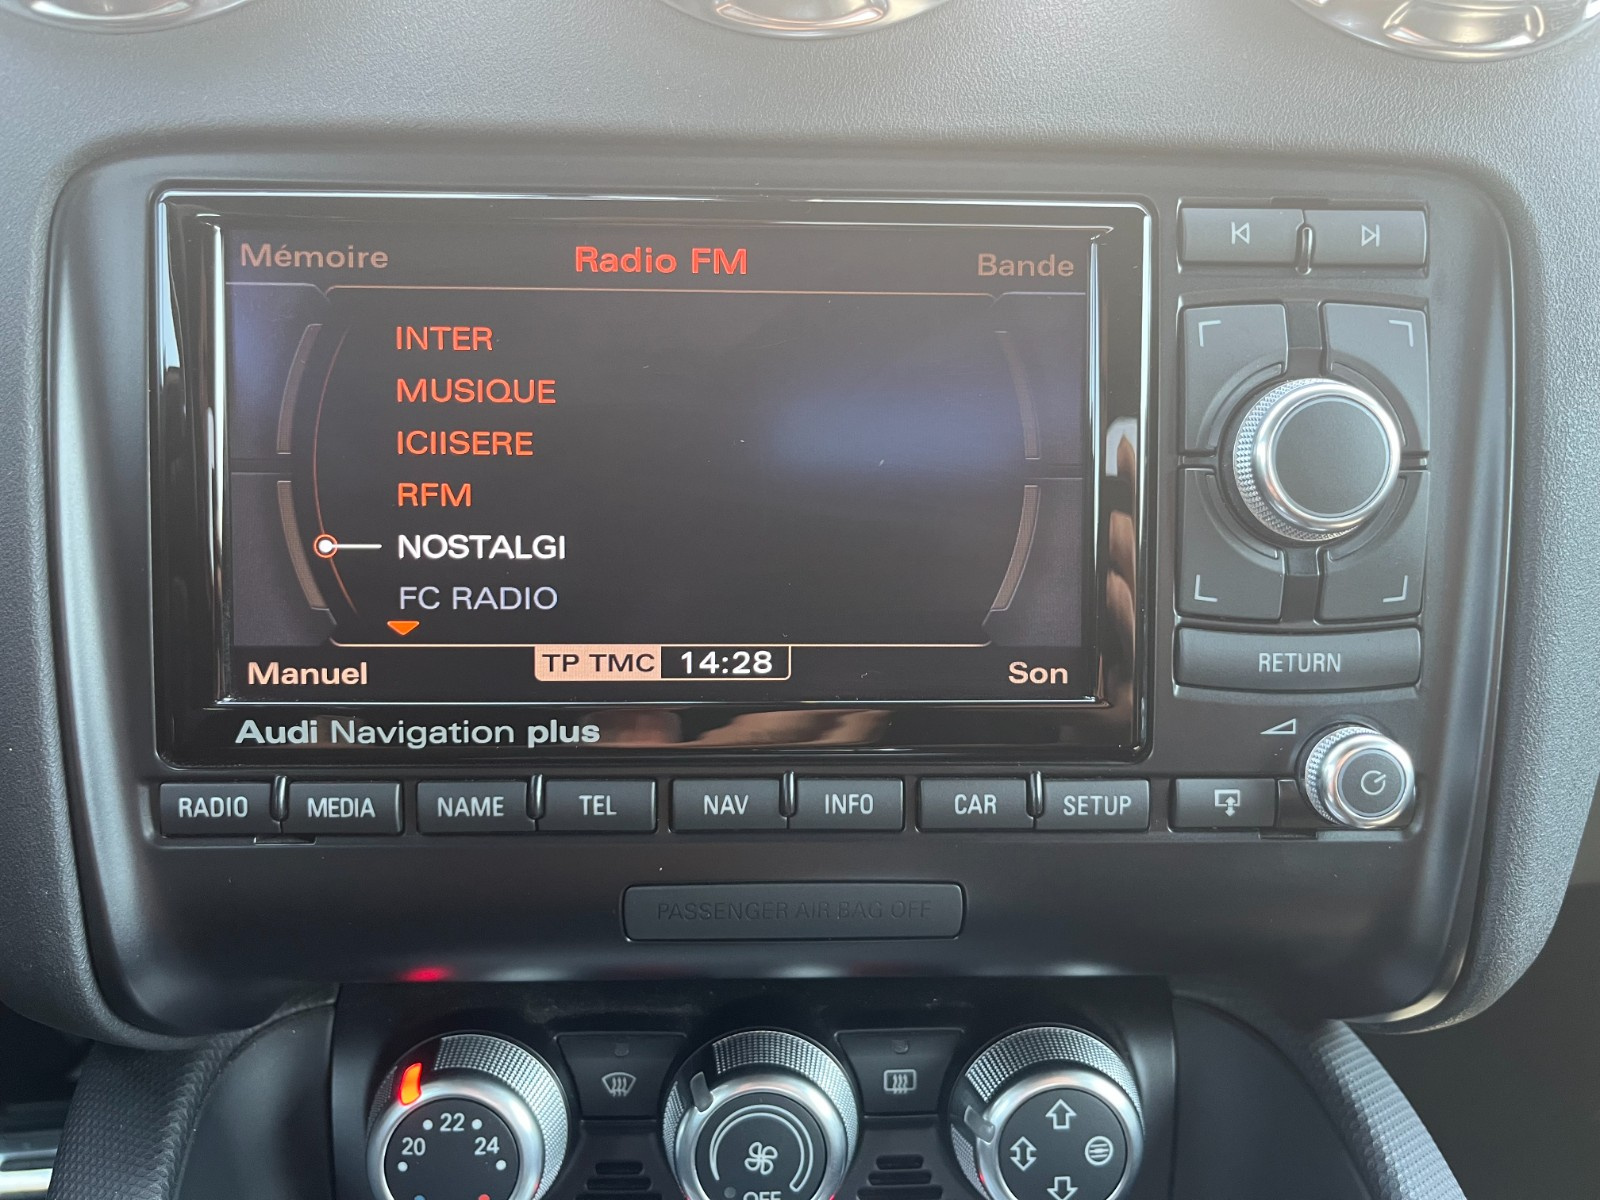 Mémoire Radio FM Bande
INTER
MUSIQUE
ICIISERE
RFM
NOSTALGI
FC RADIO
Manuel TP TMC 14:28 Son
Audi Navigation plus
RETURN
RADIO MEDIA NAME TEL NAV INFO CAR SETUP
PASSENGER AIR BAG OFF
20 22 24
OFF